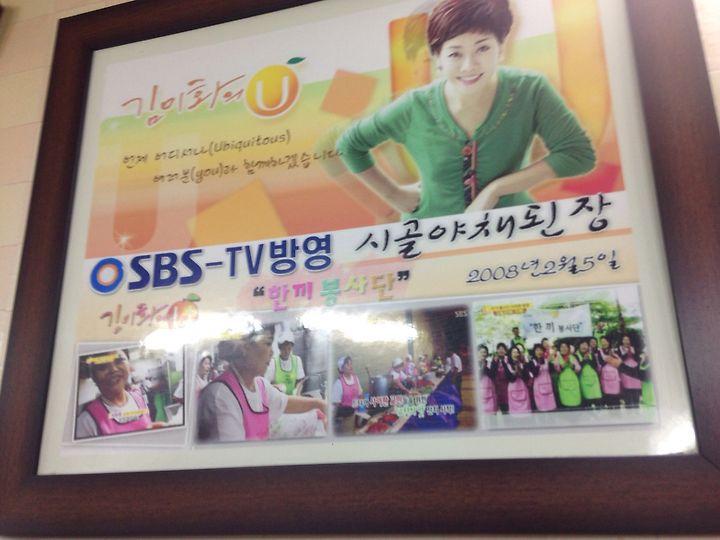 김미화의 U
언제 어디서나(Ubiquitous)
여러분(you)과 함께하겠습니다
SBS-TV방영 시골야채된장
2008년2월5일
"한끼 봉사단"
김미화의 U
SBS
"한 끼 봉사단"